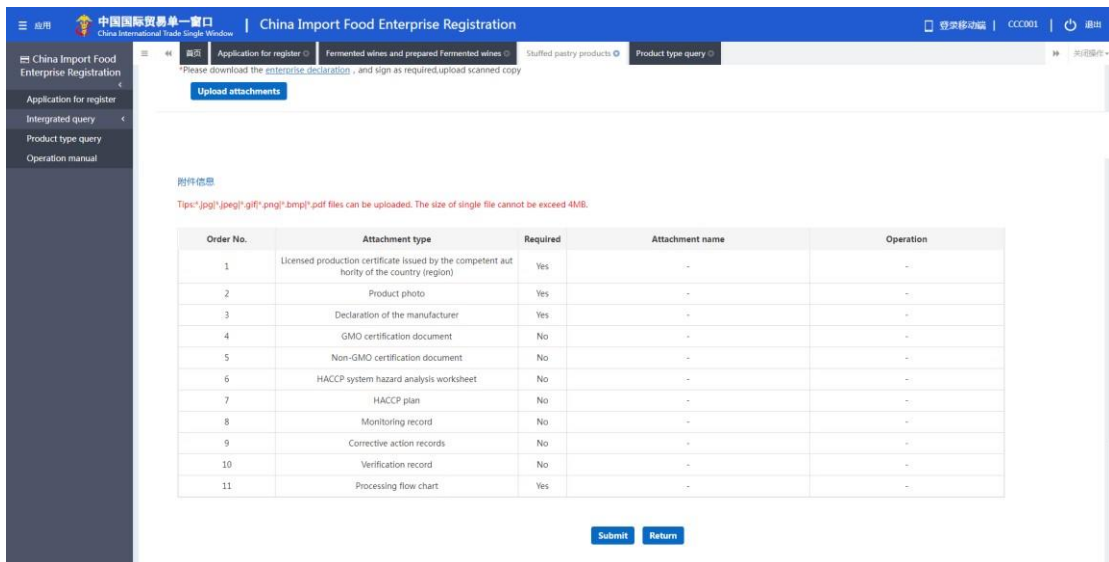 应用
中国国际贸易单一窗口
China International Trade Single Window
China Import Food Enterprise Registration
登录移动端
CCC001
退出
China Import Food
Enterprise Registration
Application for register
Intergrated query
Product type query
Operation manual
首页
Application for register
Fermented wines and prepared Fermented wines
Stuffed pastry products
Product type query
关闭操作
*Please download the enterprise declaration , and sign as required,upload scanned copy
Upload attachments
附件信息
Tips:*.jpg|*.jpeg|*.gif|*.png|*.bmp|*.pdf files can be uploaded. The size of single file cannot be exceed 4MB.
Order No. Attachment type Required Attachment name Operation
1 Licensed production certificate issued by the competent aut
hority of the country (region) Yes - -
2 Product photo Yes - -
3 Declaration of the manufacturer Yes - -
4 GMO certification document No - -
5 Non-GMO certification document No - -
6 HACCP system hazard analysis worksheet No - -
7 HACCP plan No - -
8 Monitoring record No - -
9 Corrective action records No - -
10 Verification record No - -
11 Processing flow chart Yes - -
Submit Return